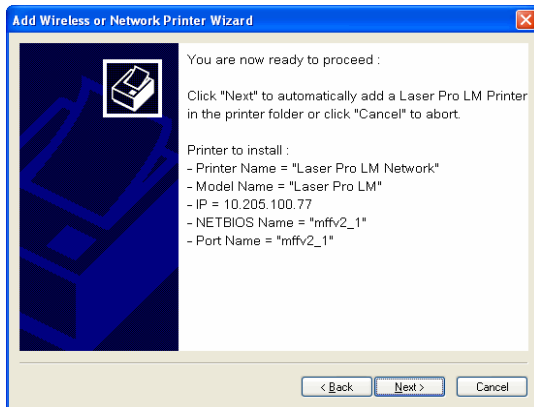 Add Wireless or Network Printer Wizard
You are now ready to proceed :
Click "Next" to automatically add a Laser Pro LM Printer
in the printer folder or click "Cancel" to abort.
Printer to install :
- Printer Name = "Laser Pro LM Network"
- Model Name = "Laser Pro LM"
- IP = 10.205.100.77
- NETBIOS Name = "mffv2_1"
- Port Name = "mffv2_1"
< Back Next > Cancel